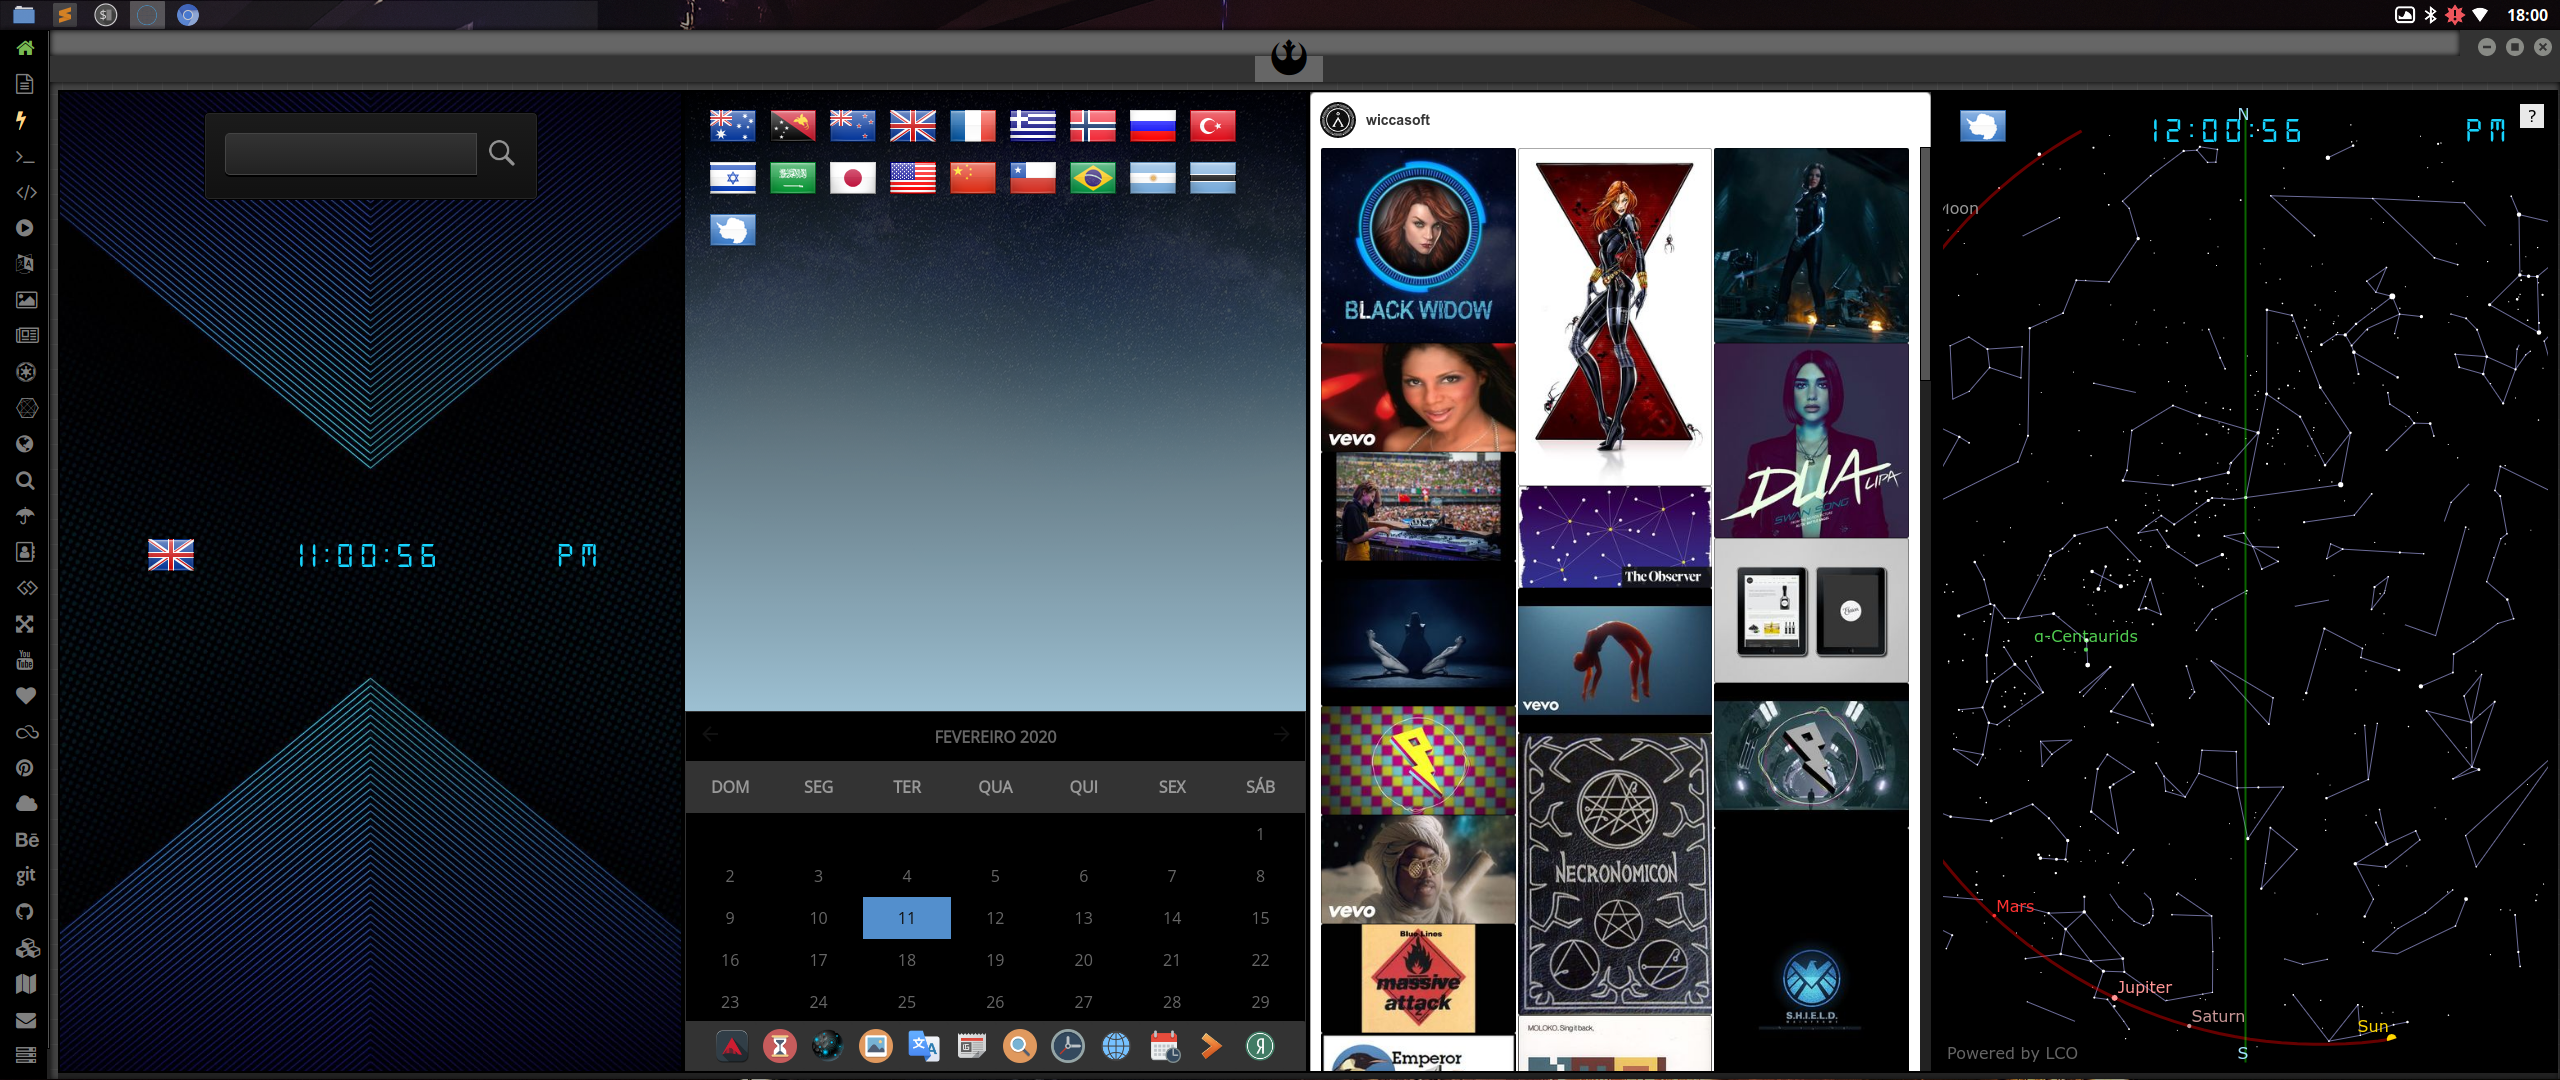 18:00
11:00:56 PM
FEVEREIRO 2020
DOM SEG TER QUA QUI SEX SÁB
1
2 3 4 5 6 7 8
9 10 11 12 13 14 15
16 17 18 19 20 21 22
23 24 25 26 27 28 29
You
Tube
Bē
git
wiccasoft
BLACK WIDOW
vevo
DUA LIPA
SWAN SONG
The Observer
vevo
NECRONOMICON
vevo
Blue Lines
massive
attack
S.H.I.E.L.D.
MOLOKO. Sing it back.
Emperor
N
12:00:56 PM
?
Moon
α-Centaurids
Mars
Jupiter
Saturn
Sun
Powered by LCO
S